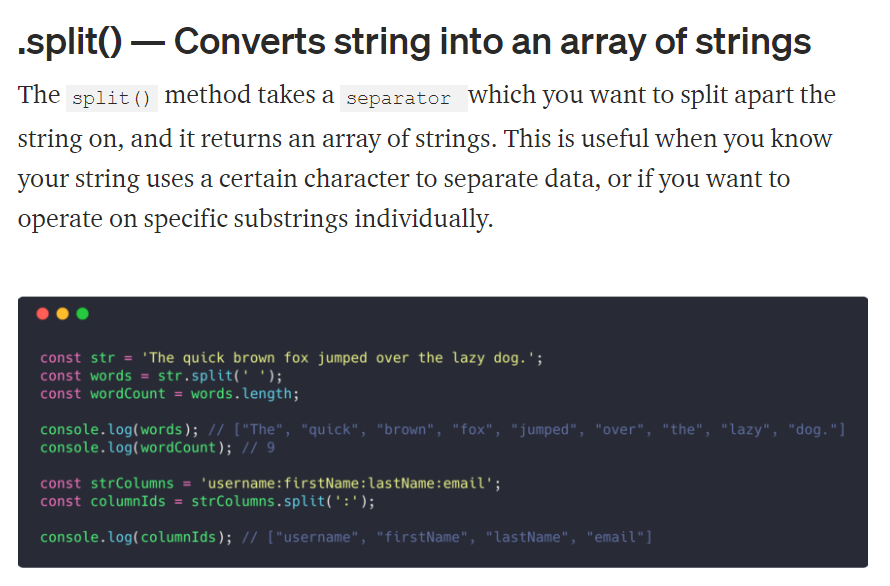 .split() — Converts string into an array of strings
The split() method takes a separator which you want to split apart the
string on, and it returns an array of strings. This is useful when you know
your string uses a certain character to separate data, or if you want to
operate on specific substrings individually.
const str = 'The quick brown fox jumped over the lazy dog.';
const words = str.split(' ');
const wordCount = words.length;
console.log(words); // ["The", "quick", "brown", "fox", "jumped", "over", "the", "lazy", "dog."]
console.log(wordCount); // 9
const strColumns = 'username:firstName:lastName:email';
const columnIds = strColumns.split(':');
console.log(columnIds); // ["username", "firstName", "lastName", "email"]